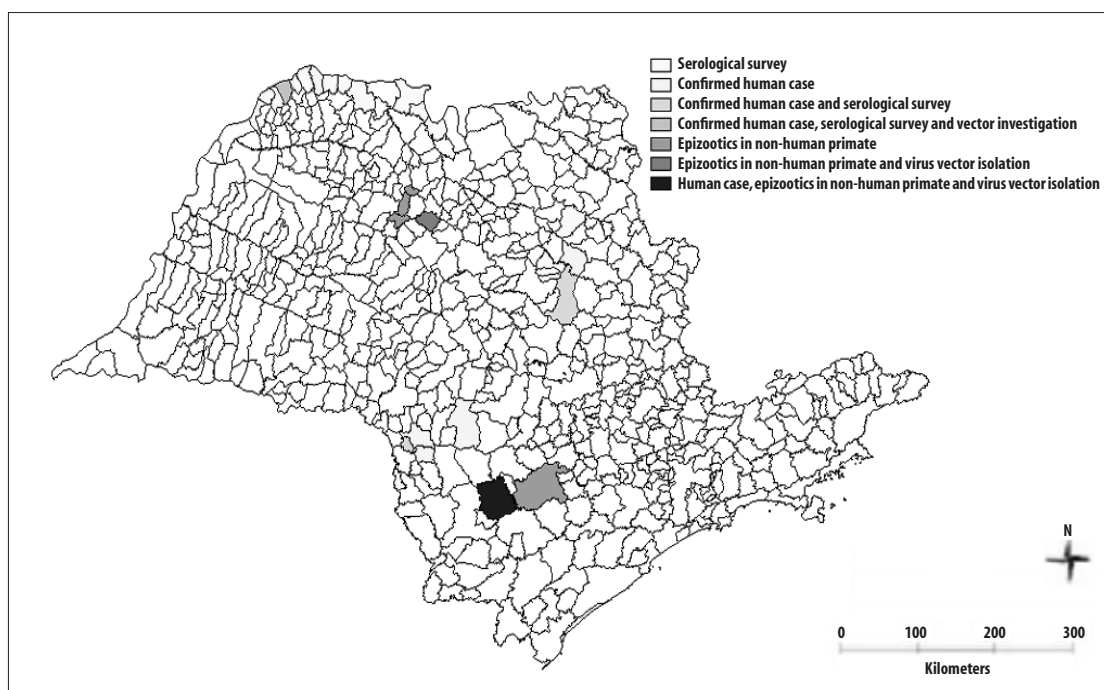 Serological survey
Confirmed human case
Confirmed human case and serological survey
Confirmed human case, serological survey and vector investigation
Epizootics in non-human primate
Epizootics in non-human primate and virus vector isolation
Human case, epizootics in non-human primate and virus vector isolation
N
0 100 200 300
Kilometers